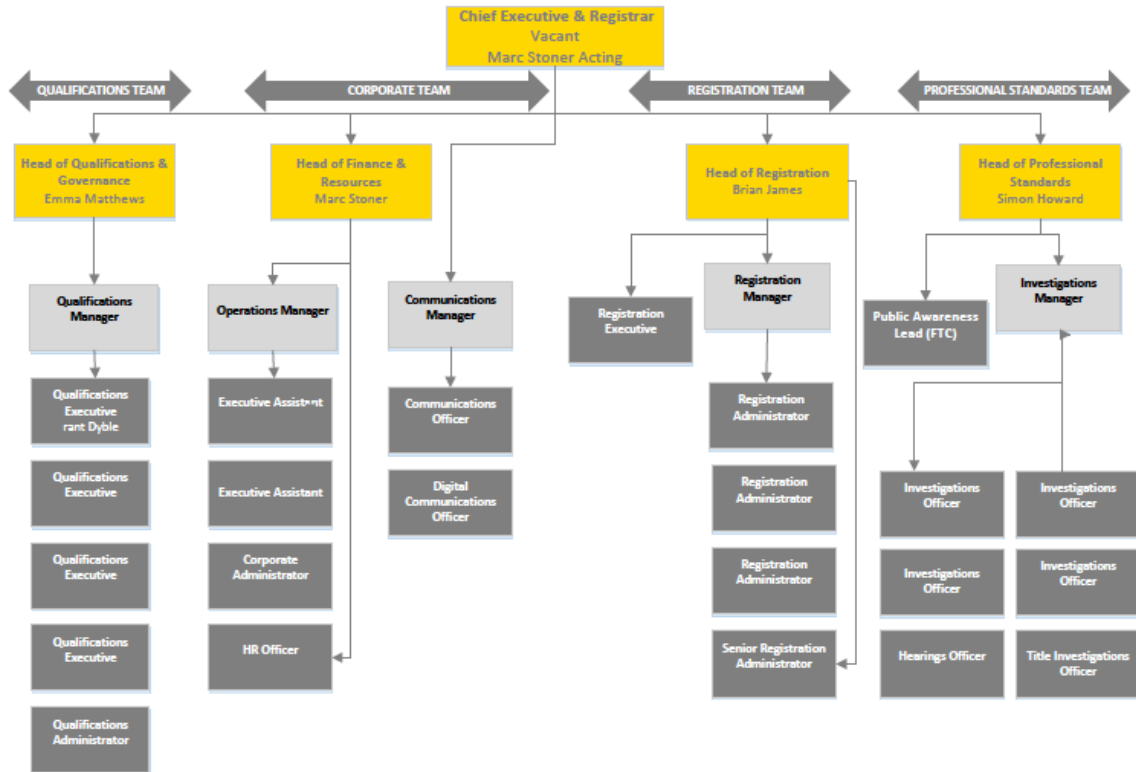 Chief Executive & Registrar
Vacant
Marc Stoner Acting
QUALIFICATIONS TEAM
CORPORATE TEAM
REGISTRATION TEAM
PROFESSIONAL STANDARDS TEAM
Head of Qualifications &
Governance
Emma Matthews
Head of Finance &
Resources
Marc Stoner
Head of Registration
Brian James
Head of Professional
Standards
Simon Howard
Qualifications
Manager
Operations Manager
Communications
Manager
Registration
Executive
Registration
Manager
Public Awareness
Lead (FTC)
Investigations
Manager
Qualifications
Executive
rant Dyble
Qualifications
Executive
Qualifications
Executive
Qualifications
Executive
Qualifications
Administrator
Executive Assistant
Executive Assistant
Corporate
Administrator
HR Officer
Communications
Officer
Digital
Communications
Officer
Registration
Administrator
Registration
Administrator
Registration
Administrator
Senior Registration
Administrator
Investigations
Officer
Investigations
Officer
Investigations
Officer
Investigations
Officer
Hearings Officer
Title Investigations
Officer